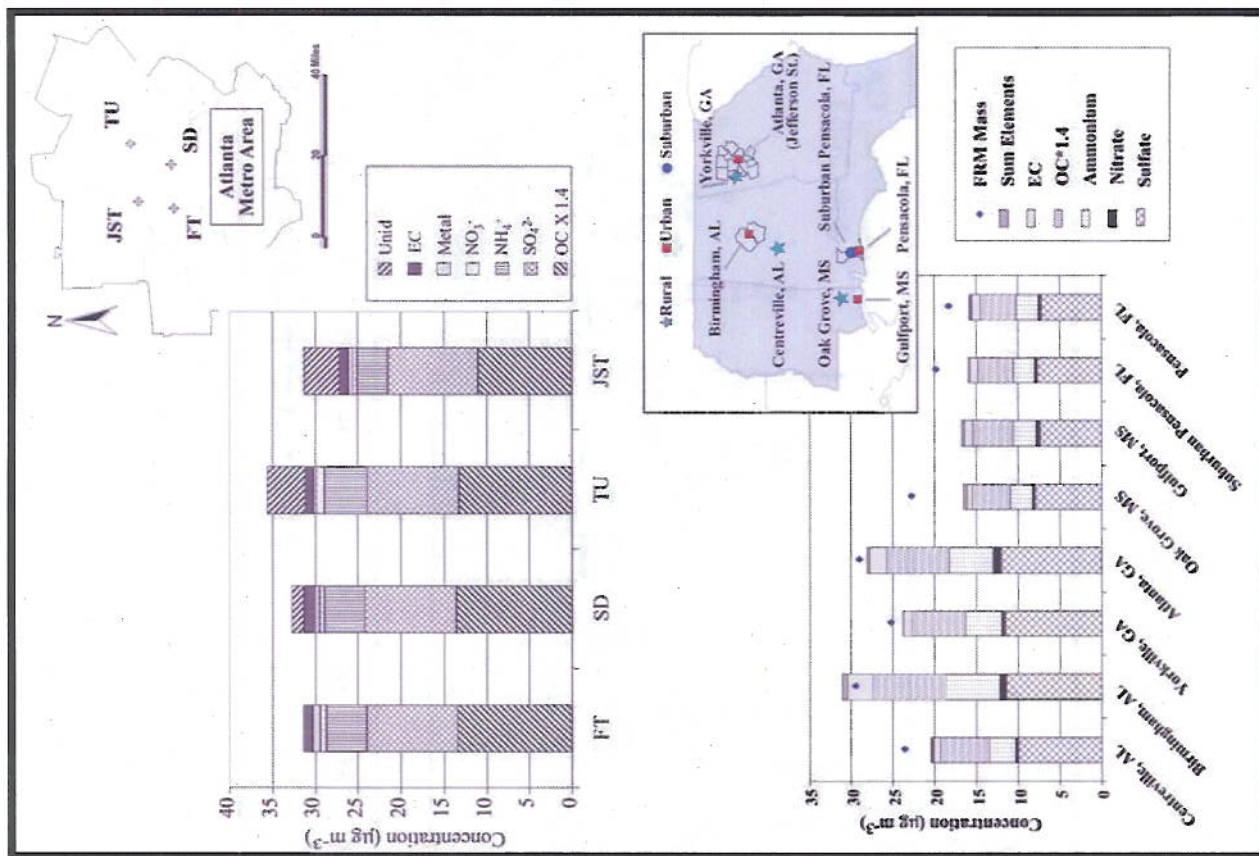 N
JST
TU
FT
SD
Atlanta
Metro Area
0
20
40 Miles
Concentration (µg m⁻³)
40
35
30
25
20
15
10
5
0
FT
SD
TU
JST
Unid
EC
Metal
NO₃⁻
NH₄⁺
SO₄²⁻
OC X 1.4
Rural
Urban
Suburban
Birmingham, AL
Yorkville, GA
Centreville, AL
Atlanta, GA
(Jefferson St.)
Oak Grove, MS
Suburban Pensacola, FL
Gulfport, MS
Pensacola, FL
Concentration (µg m⁻³)
35
30
25
20
15
10
5
0
Centreville, AL
Birmingham, AL
Yorkville, GA
Atlanta, GA
Oak Grove, MS
Gulfport, MS
Suburban Pensacola, FL
Pensacola, FL
FRM Mass
Sum Elements
EC
OC*1.4
Ammonium
Nitrate
Sulfate